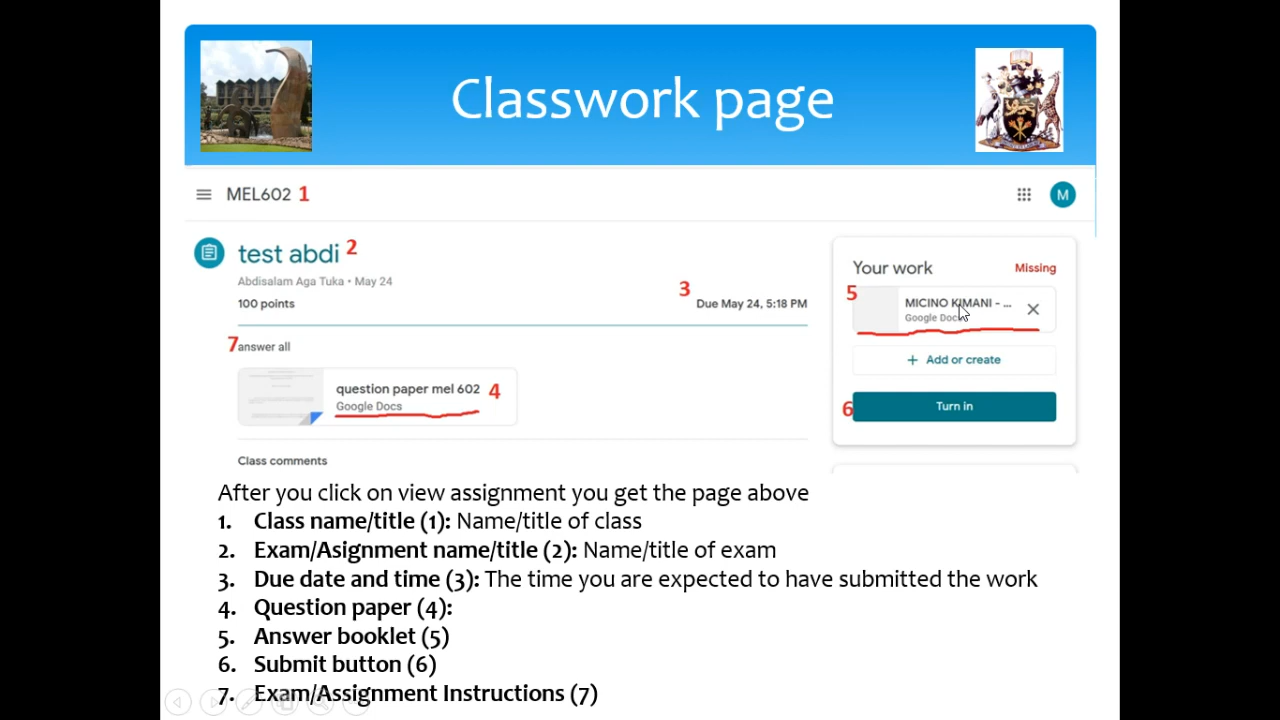 Classwork page
MEL602 1
M
test abdi 2
Abdisalam Aga Tuka • May 24
100 points
3
Due May 24, 5:18 PM
7 answer all
question paper mel 602 4
Google Docs
Class comments
Your work Missing
5 MICINO KIMANI - ...
Google Docs
+ Add or create
6 Turn in
After you click on view assignment you get the page above
1. Class name/title (1): Name/title of class
2. Exam/Asignment name/title (2): Name/title of exam
3. Due date and time (3): The time you are expected to have submitted the work
4. Question paper (4):
5. Answer booklet (5)
6. Submit button (6)
7. Exam/Assignment Instructions (7)